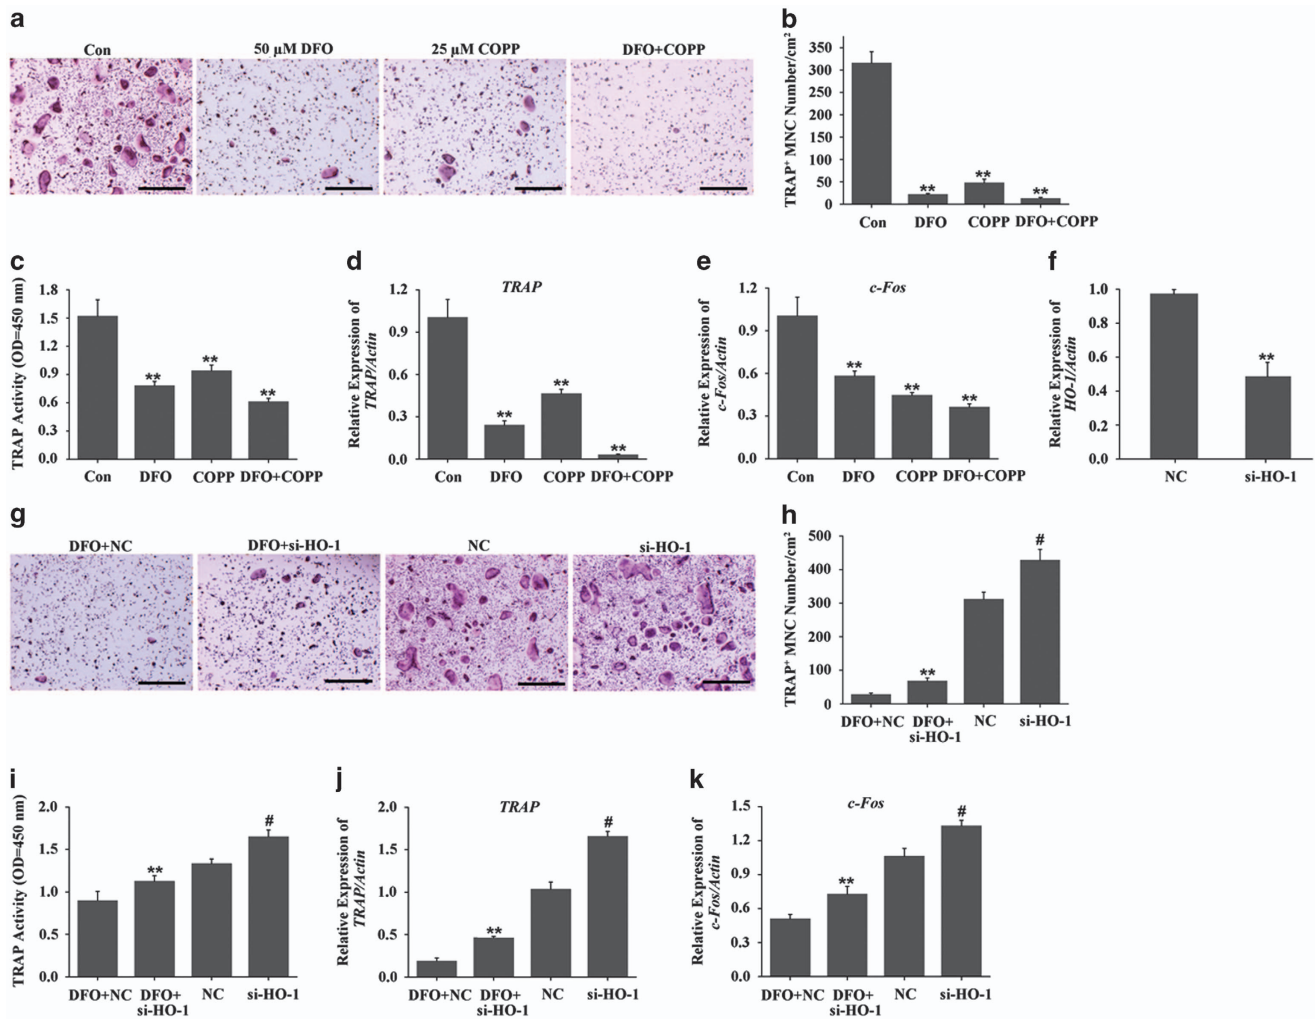 a
Con
50 µM DFO
25 µM COPP
DFO+COPP
b
TRAP⁺ MNC Number/cm²
350
300
250
200
150
100
50
0
**
**
**
Con
DFO
COPP
DFO+COPP
c
TRAP Activity (OD=450 nm)
1.8
1.5
1.2
0.9
0.6
0.3
0.0
**
**
**
Con
DFO
COPP
DFO+COPP
d
TRAP
Relative Expression of
TRAP/Actin
1.2
0.9
0.6
0.3
0.0
**
**
**
Con
DFO
COPP
DFO+COPP
e
c-Fos
Relative Expression of
c-Fos/Actin
1.2
0.9
0.6
0.3
0.0
**
**
**
Con
DFO
COPP
DFO+COPP
f
Relative Expression of
HO-1/Actin
1.0
0.8
0.6
0.4
0.2
0.0
**
NC
si-HO-1
g
DFO+NC
DFO+si-HO-1
NC
si-HO-1
h
TRAP⁺ MNC Number/cm²
500
400
300
200
100
0
**
#
DFO+NC
DFO+
si-HO-1
NC
si-HO-1
i
TRAP Activity (OD=450 nm)
2.0
1.5
1.0
0.5
0.0
**
#
DFO+NC
DFO+
si-HO-1
NC
si-HO-1
j
TRAP
Relative Expression of
TRAP/Actin
2.0
1.5
1.0
0.5
0.0
**
#
DFO+NC
DFO+
si-HO-1
NC
si-HO-1
k
c-Fos
Relative Expression of
c-Fos/Actin
1.5
1.2
0.9
0.6
0.3
0.0
**
#
DFO+NC
DFO+
si-HO-1
NC
si-HO-1